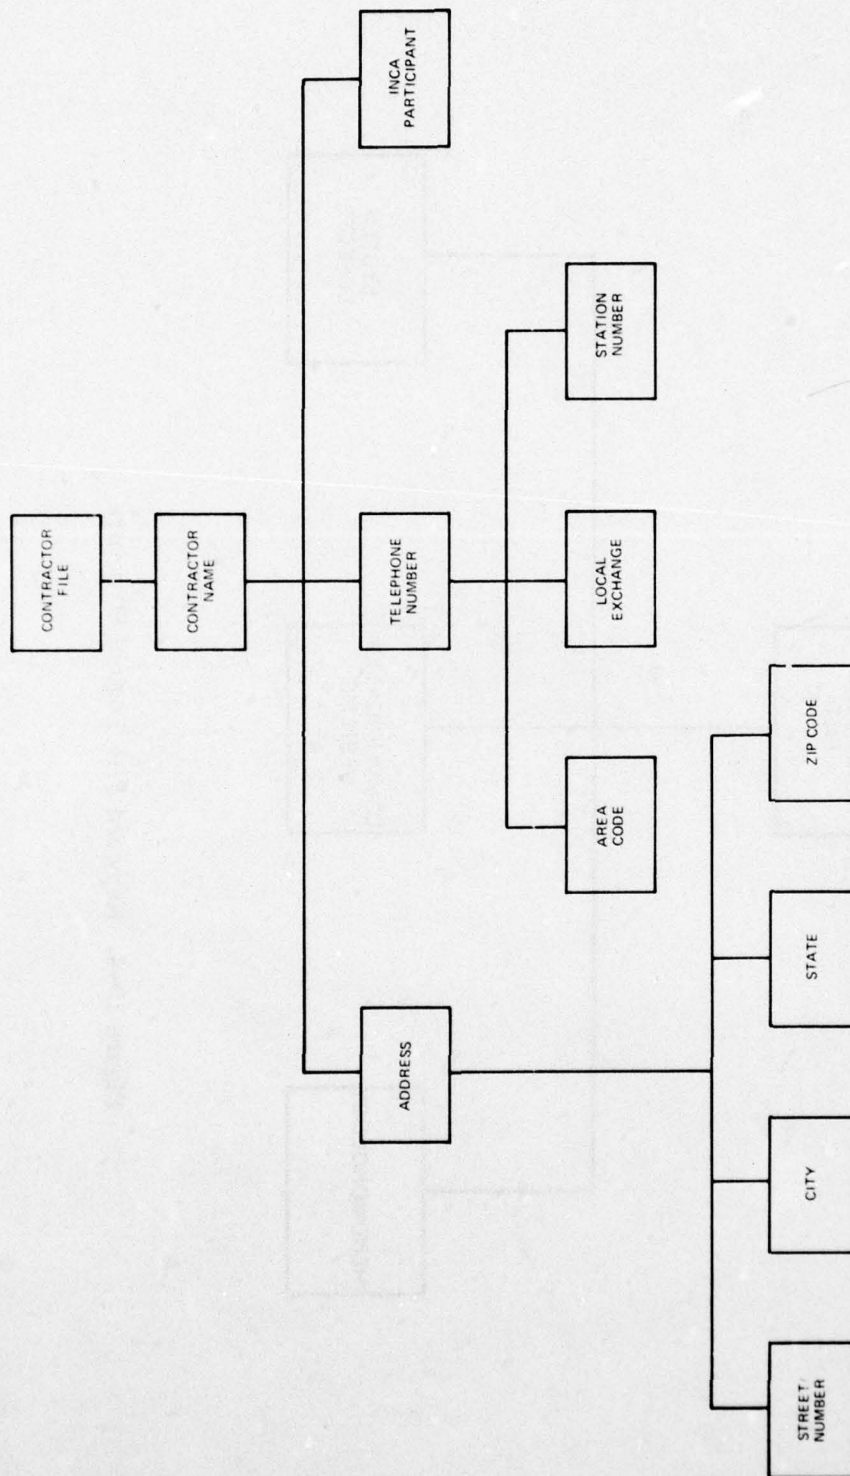 CONTRACTOR
FILE
CONTRACTOR
NAME
ADDRESS
TELEPHONE
NUMBER
INCA
PARTICIPANT
AREA
CODE
LOCAL
EXCHANGE
STATION
NUMBER
STREET/
NUMBER
CITY
STATE
ZIP CODE